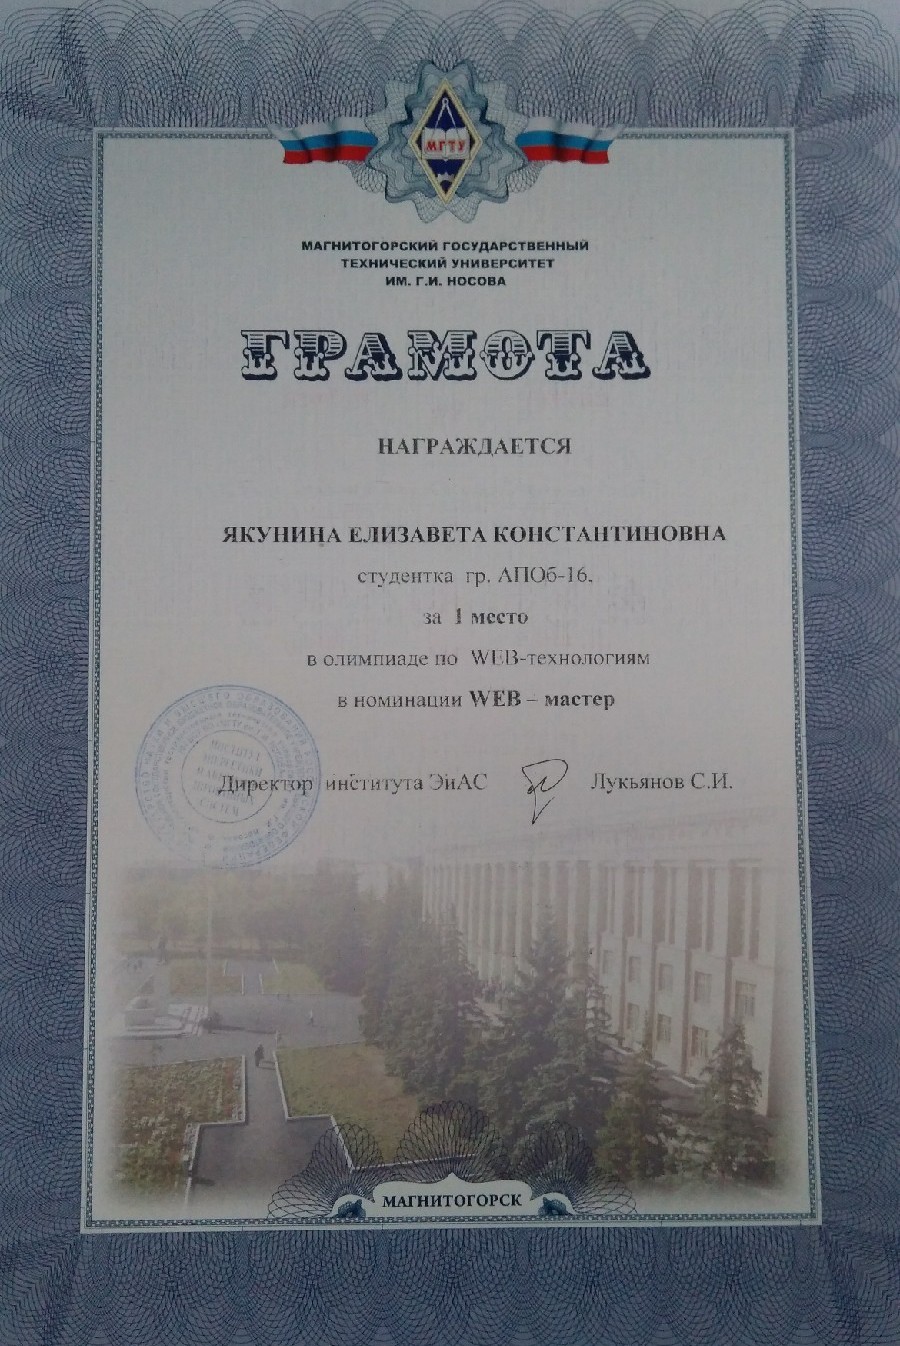 МГТУ
МАГНИТОГОРСКИЙ ГОСУДАРСТВЕННЫЙ
ТЕХНИЧЕСКИЙ УНИВЕРСИТЕТ
ИМ. Г.И. НОСОВА
ГРАМОТА
НАГРАЖДАЕТСЯ
ЯКУНИНА ЕЛИЗАВЕТА КОНСТАНТИНОВНА
студентка гр. АПОб-16,
за 1 место
в олимпиаде по WEB-технологиям
в номинации WEB – мастер
Директор института ЭиАС Лукьянов С.И.
МАГНИТОГОРСК